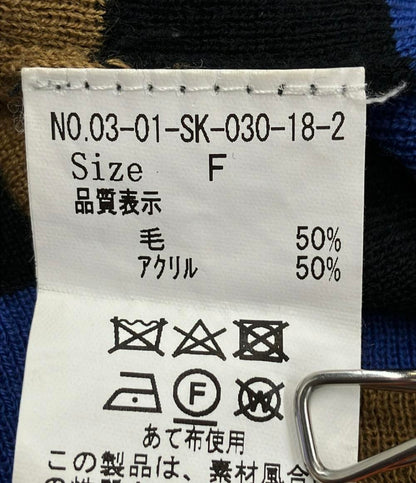 NO.03-01-SK-030-18-2
Size F
品質表示
毛 50%
アクリル 50%
F W
あて布使用
この製品は、素材風合